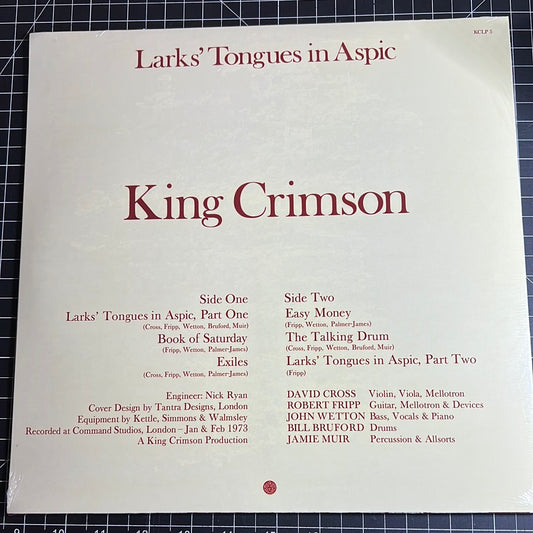 KCLP 5
Larks' Tongues in Aspic
King Crimson
Side One
Larks' Tongues in Aspic, Part One
(Cross, Fripp, Wetton, Bruford, Muir)
Book of Saturday
(Fripp, Wetton, Palmer-James)
Exiles
(Cross, Fripp, Wetton, Palmer-James)
Side Two
Easy Money
(Fripp, Wetton, Palmer-James)
The Talking Drum
(Cross, Fripp, Wetton, Bruford, Muir)
Larks' Tongues in Aspic, Part Two
(Fripp)
Engineer: Nick Ryan
Cover Design by Tantra Designs, London
Equipment by Kettle, Simmons & Walmsley
Recorded at Command Studios, London – Jan & Feb 1973
A King Crimson Production
DAVID CROSS Violin, Viola, Mellotron
ROBERT FRIPP Guitar, Mellotron & Devices
JOHN WETTON Bass, Vocals & Piano
BILL BRUFORD Drums
JAMIE MUIR Percussion & Allsorts